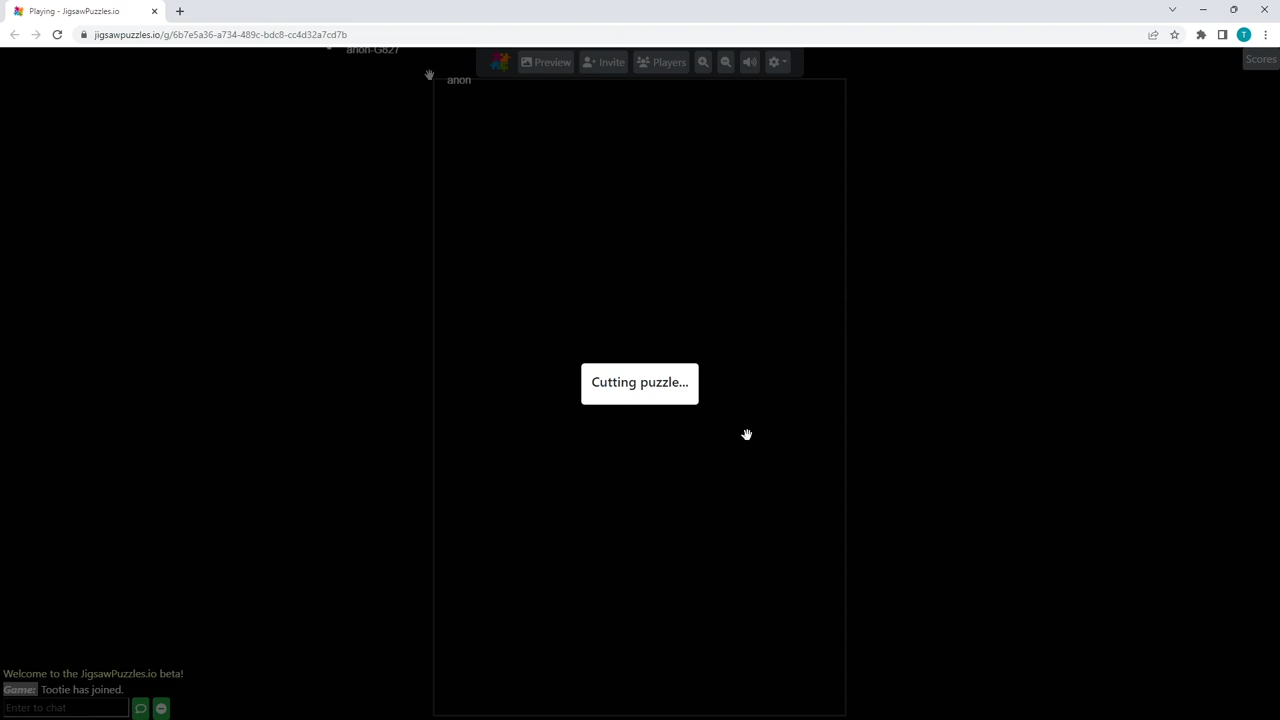 Playing - JigsawPuzzles.io
jigsawpuzzles.io/g/6b7e5a36-a734-489c-bdc8-cc4d32a7cd7b
T
anon-G827
Preview
Invite
Players
Scores
anon
Cutting puzzle...
Welcome to the JigsawPuzzles.io beta!
Game: Tootie has joined.
Enter to chat